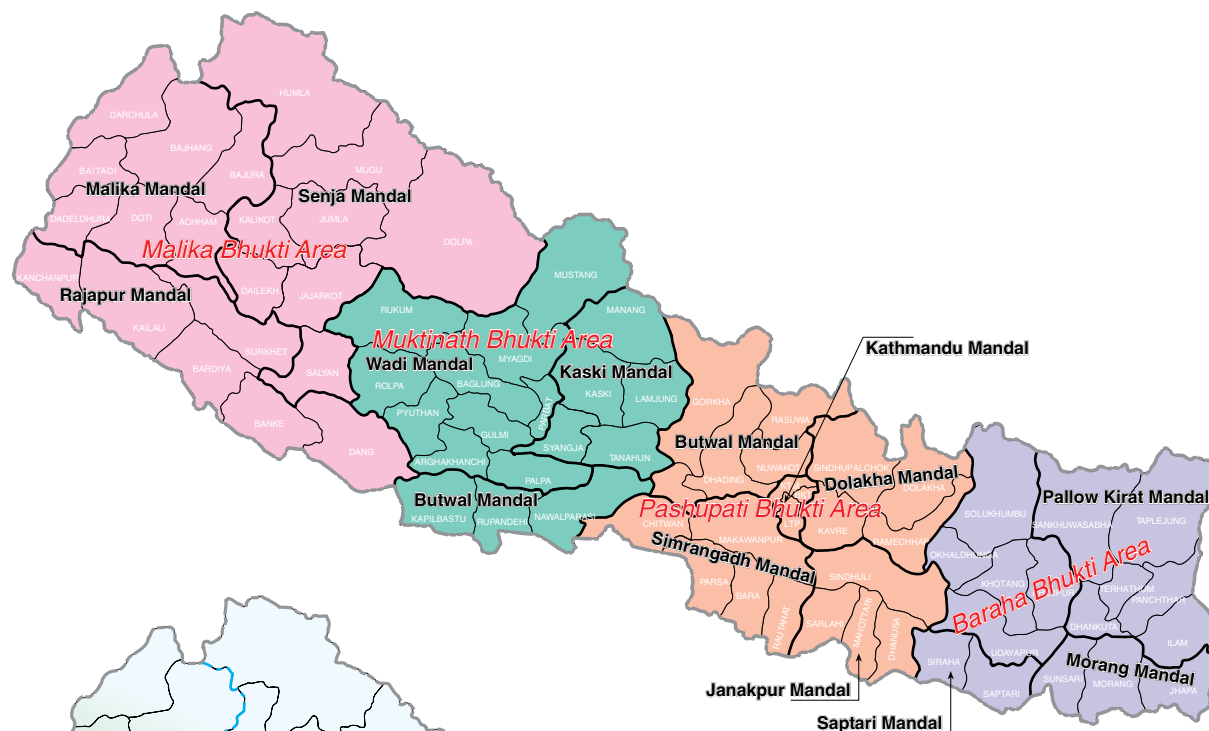 HUMLA
DARCHULA
BAJHANG
BAITADI
BAJURA
MUGU
Malika Mandal
Senja Mandal
DADELDHURA
DOTI
ACHHAM
KALIKOT
JUMLA
DOLPA
Malika Bhukti Area
KANCHANPUR
Rajapur Mandal
DAILEKH
JAJARKOT
KAILALI
SURKHET
BARDIYA
SALYAN
BANKE
DANG
MUSTANG
RUKUM
MANANG
Muktinath Bhukti Area
MYAGDI
Wadi Mandal
Kaski Mandal
ROLPA
BAGLUNG
KASKI
LAMJUNG
PARBAT
PYUTHAN
GULMI
SYANGJA
TANAHUN
ARGHAKHANCHI
PALPA
Butwal Mandal
KAPILBASTU
RUPANDEHI
NAWALPARASI
Kathmandu Mandal
GORKHA
RASUWA
Butwal Mandal
NUWAKOT
SINDHUPALCHOK
DHADING
Dolakha Mandal
DOLAKHA
Pashupati Bhukti Area
CHITWAN
LTP
KAVRE
MAKAWANPUR
RAMECHHAP
Simrangadh Mandal
SINDHULI
PARSA
BARA
RAUTAHAT
SARLAHI
MAHOTTARI
DHANUSA
Janakpur Mandal
Pallow Kirat Mandal
SOLUKHUMBU
SANKHUWASABHA
TAPLEJUNG
OKHALDHUNGA
KHOTANG
Baraha Bhukti Area
TERHATHUM
PANCHTHAR
DHANKUTA
ILAM
UDAYAPUR
SIRAHA
Morang Mandal
SAPTARI
SUNSARI
MORANG
JHAPA
Saptari Mandal